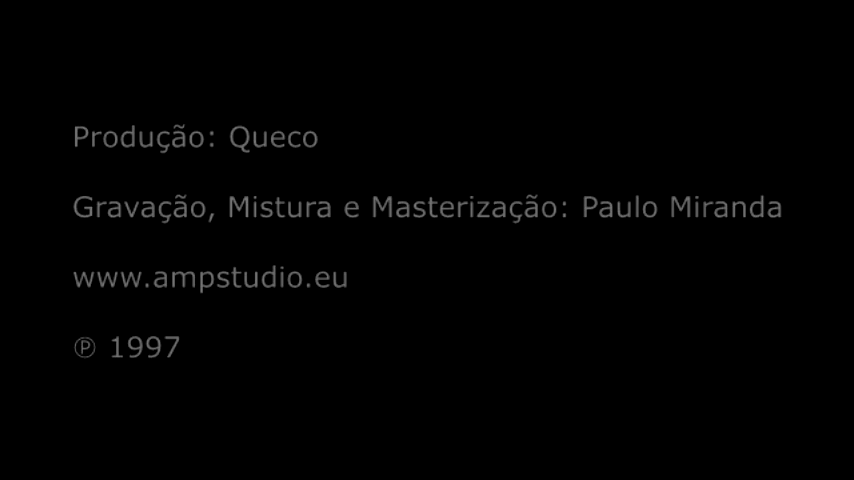 Produção: Queco
Gravação, Mistura e Masterização: Paulo Miranda
www.ampstudio.eu
℗ 1997